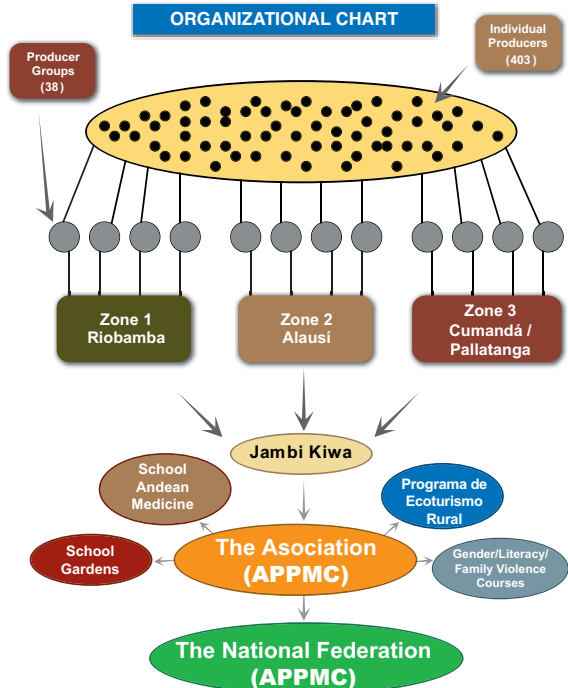 ORGANIZATIONAL CHART
Individual
Producers
(403)
Producer
Groups
(38)
Zone 1
Riobamba
Zone 2
Alausí
Zone 3
Cumandá /
Pallatanga
Jambi Kiwa
School
Andean
Medicine
Programa de
Ecoturismo
Rural
School
Gardens
The Asociation
(APPMC)
Gender/Literacy/
Family Violence
Courses
The National Federation
(APPMC)